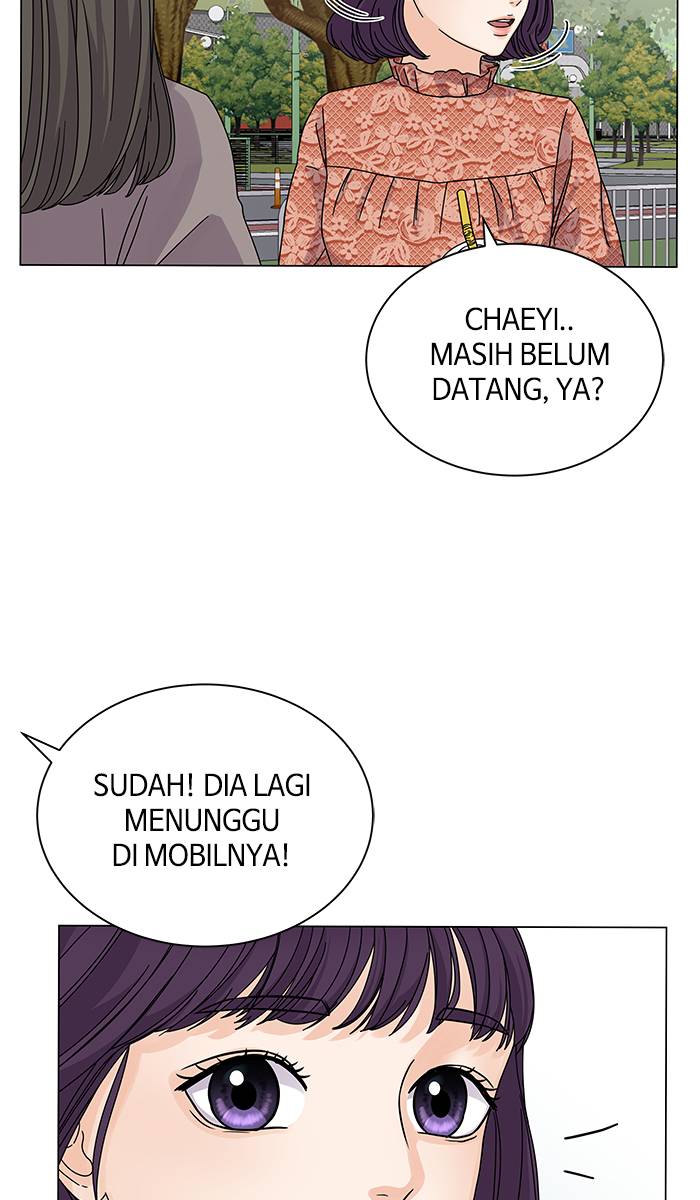 CHAEYI..
MASIH BELUM
DATANG, YA?
SUDAH! DIA LAGI
MENUNGGU
DI MOBILNYA!